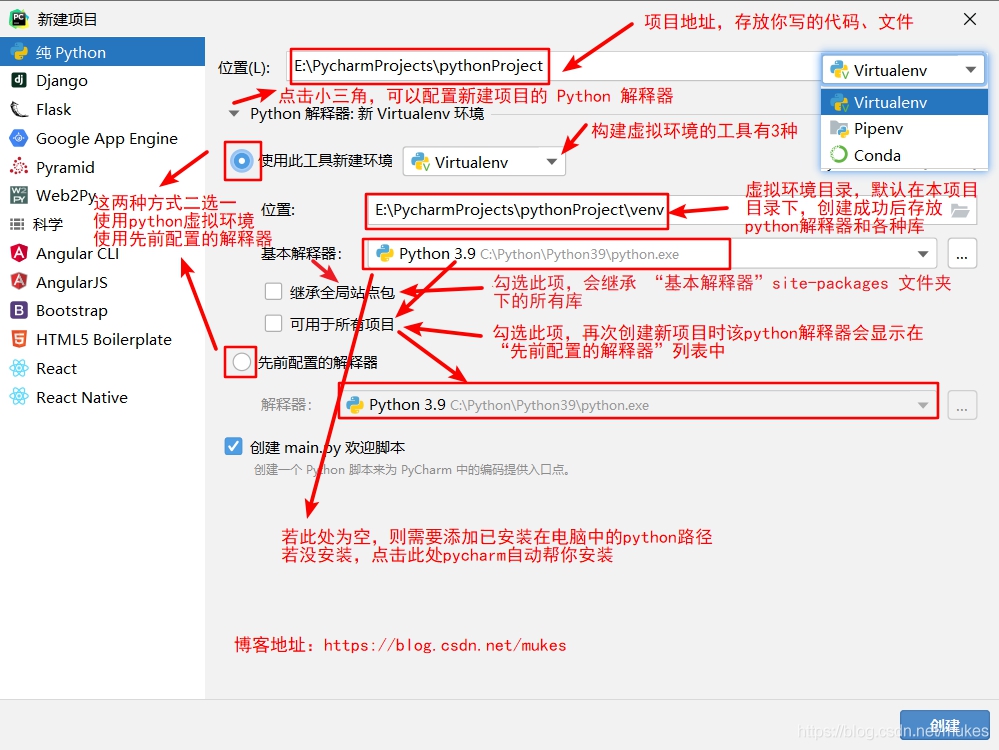 PC 新建项目
纯 Python
Django
Flask
Google App Engine
Pyramid
Web2Py
科学
Angular CLI
AngularJS
Bootstrap
HTML5 Boilerplate
React
React Native
项目地址，存放你写的代码、文件
位置(L):
E:\PycharmProjects\pythonProject
Virtualenv
Virtualenv
Pipenv
Conda
点击小三角，可以配置新建项目的 Python 解释器
Python 解释器: 新 Virtualenv 环境
构建虚拟环境的工具有3种
使用此工具新建环境
Virtualenv
这两种方式二选一
使用python虚拟环境
使用先前配置的解释器
位置:
E:\PycharmProjects\pythonProject\venv
虚拟环境目录，默认在本项目
目录下，创建成功后存放
python解释器和各种库
基本解释器:
Python 3.9 C:\Python\Python39\python.exe
...
继承全局站点包
勾选此项，会继承 “基本解释器”site-packages 文件夹
下的所有库
可用于所有项目
勾选此项，再次创建新项目时该python解释器会显示在
“先前配置的解释器”列表中
先前配置的解释器
解释器:
Python 3.9 C:\Python\Python39\python.exe
...
创建 main.py 欢迎脚本
创建一个 Python 脚本来为 PyCharm 中的编码提供入口点。
若此处为空，则需要添加已安装在电脑中的python路径
若没安装，点击此处pycharm自动帮你安装
博客地址：https://blog.csdn.net/mukes
创建
https://blog.csdn.net/mukes